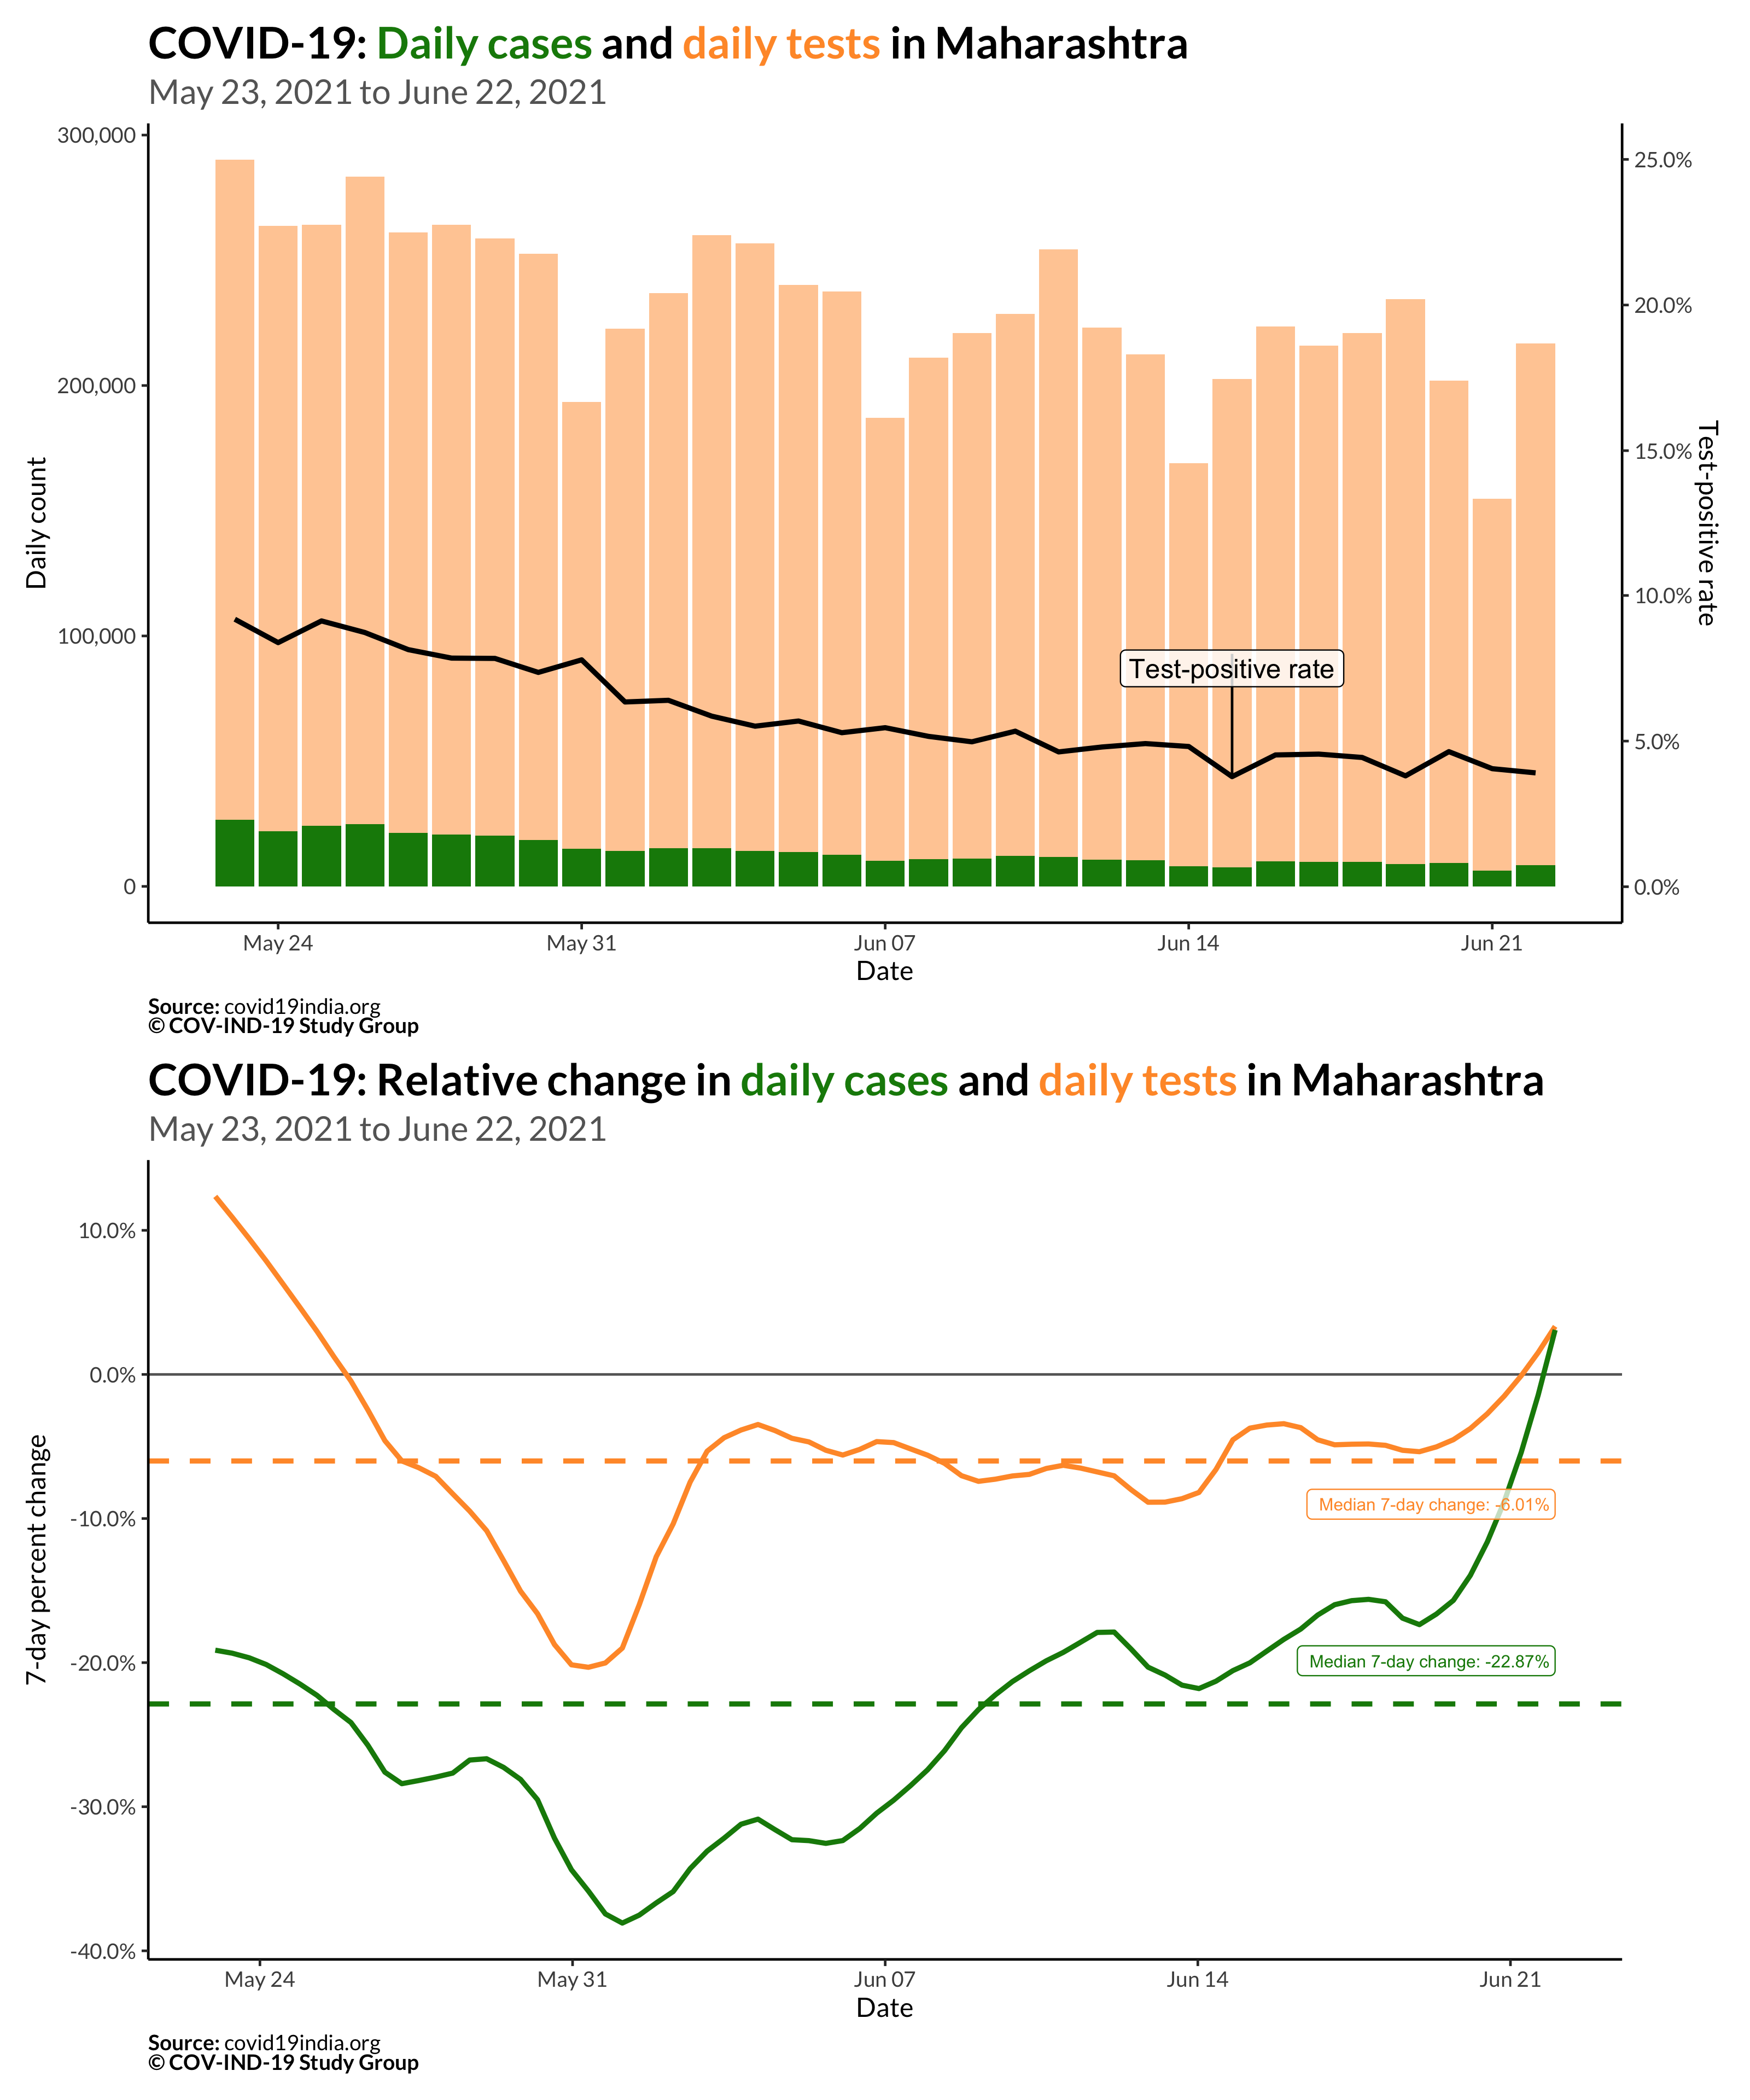 COVID-19: Daily cases and daily tests in Maharashtra
May 23, 2021 to June 22, 2021
300,000
200,000
100,000
0
Daily count
25.0%
20.0%
15.0%
10.0%
5.0%
0.0%
Test-positive rate
Test-positive rate
May 24
May 31
Jun 07
Jun 14
Jun 21
Date
Source: covid19india.org
© COV-IND-19 Study Group
COVID-19: Relative change in daily cases and daily tests in Maharashtra
May 23, 2021 to June 22, 2021
10.0%
0.0%
-10.0%
-20.0%
-30.0%
-40.0%
7-day percent change
Median 7-day change: -6.01%
Median 7-day change: -22.87%
May 24
May 31
Jun 07
Jun 14
Jun 21
Date
Source: covid19india.org
© COV-IND-19 Study Group